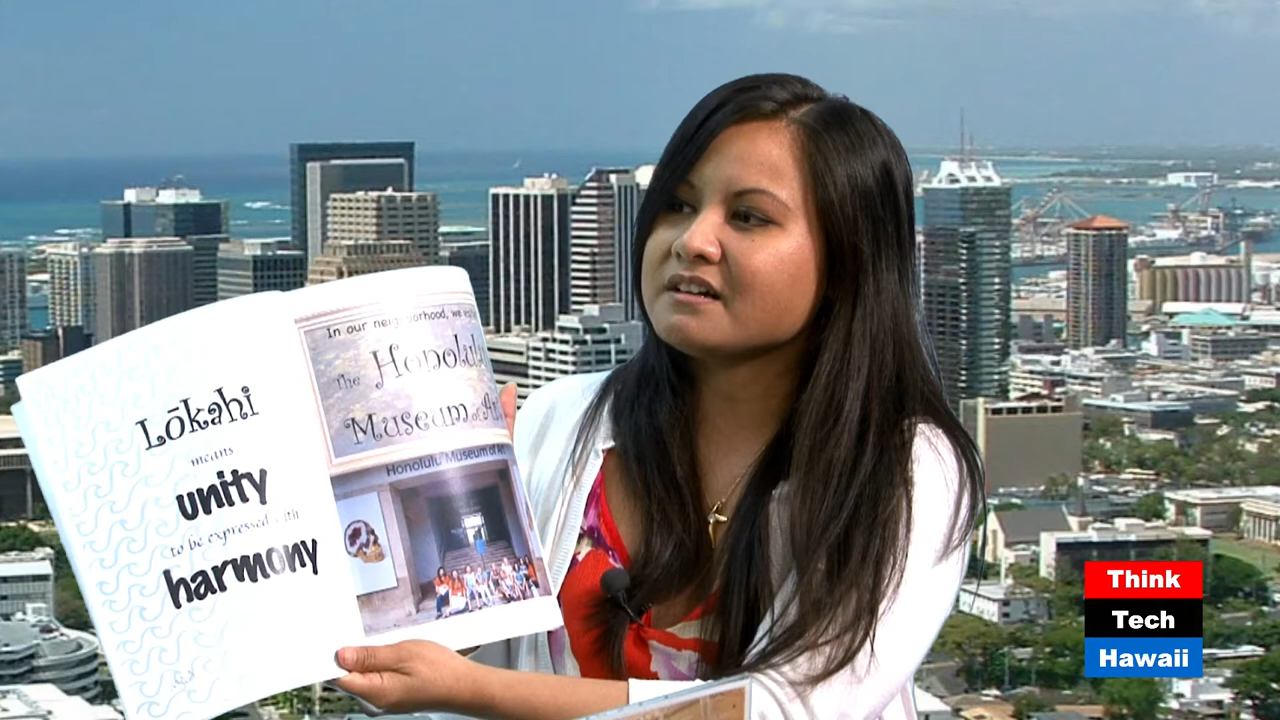 Lōkahi
means
unity
to be expressed with
harmony
In our neighborhood, we
The Honolulu
Museum of Art
Honolulu Museum of Art
Think
Tech
Hawaii